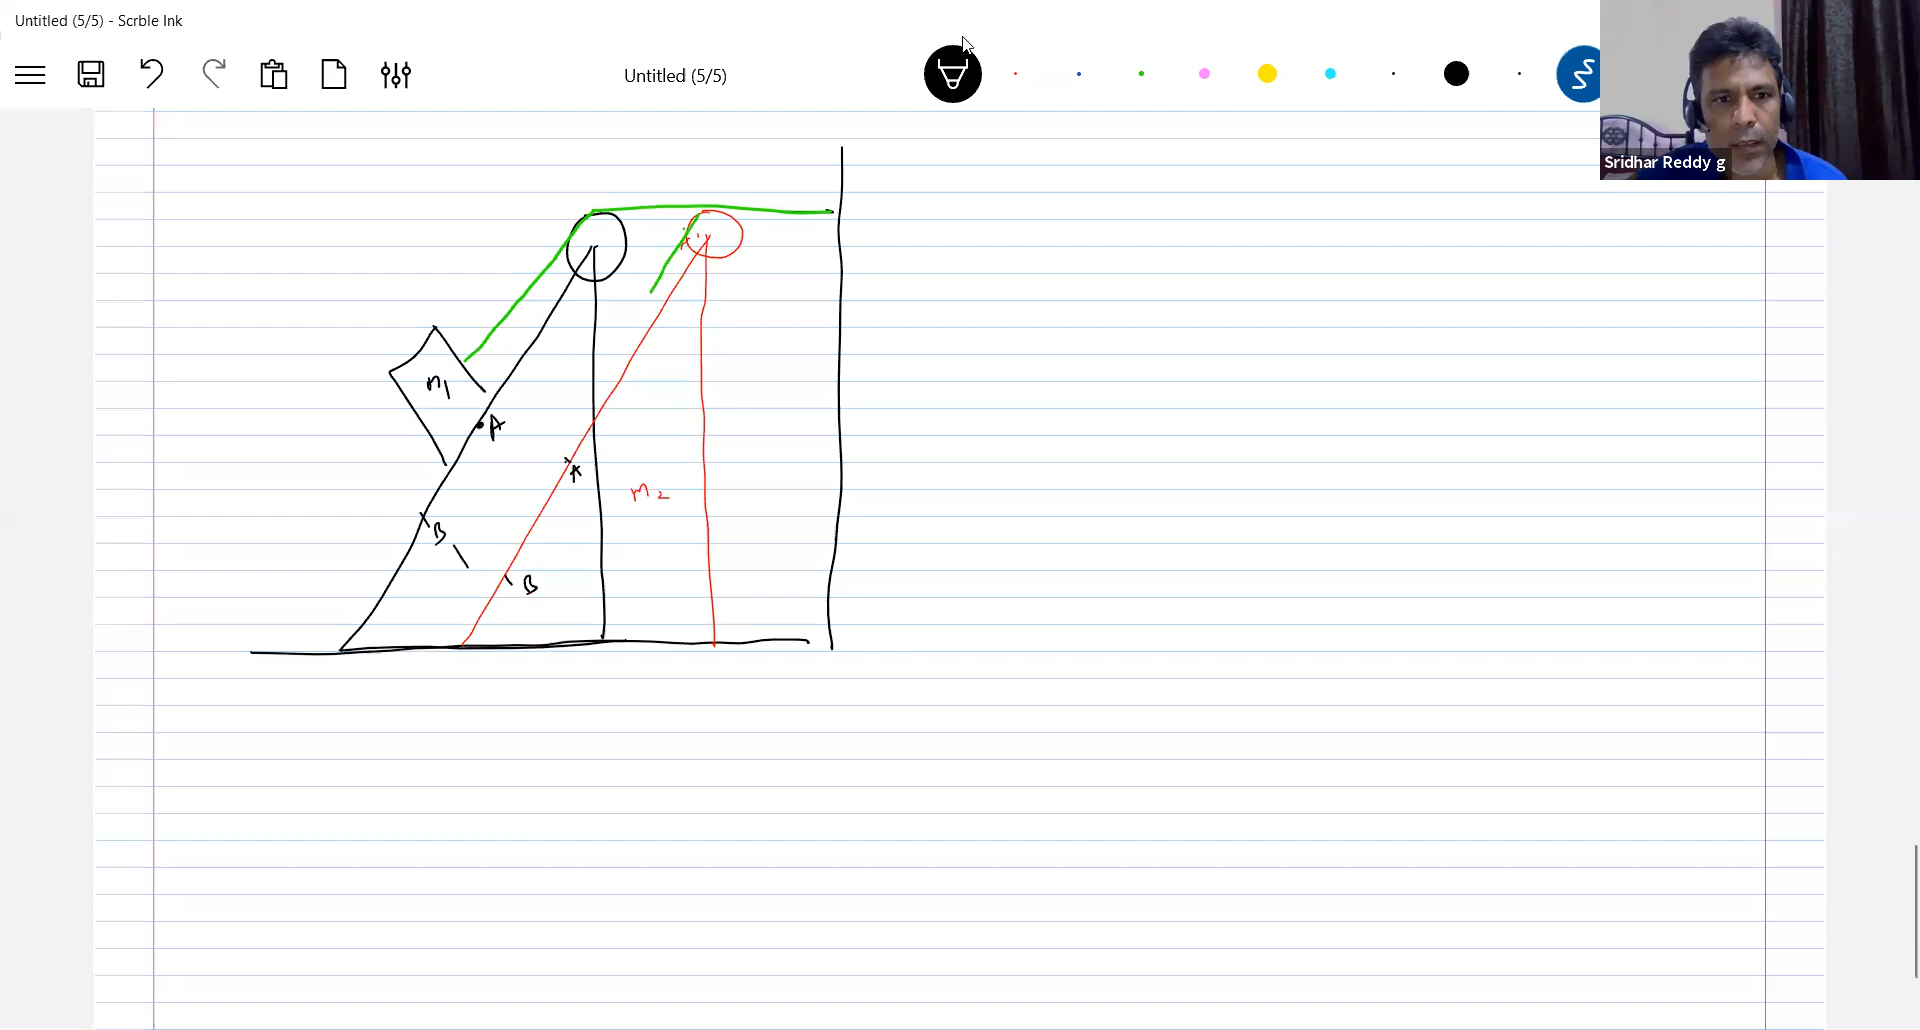 Untitled (5/5) - Scrble Ink
Untitled (5/5)
Sridhar Reddy g
m1
A
A
m2
B
B